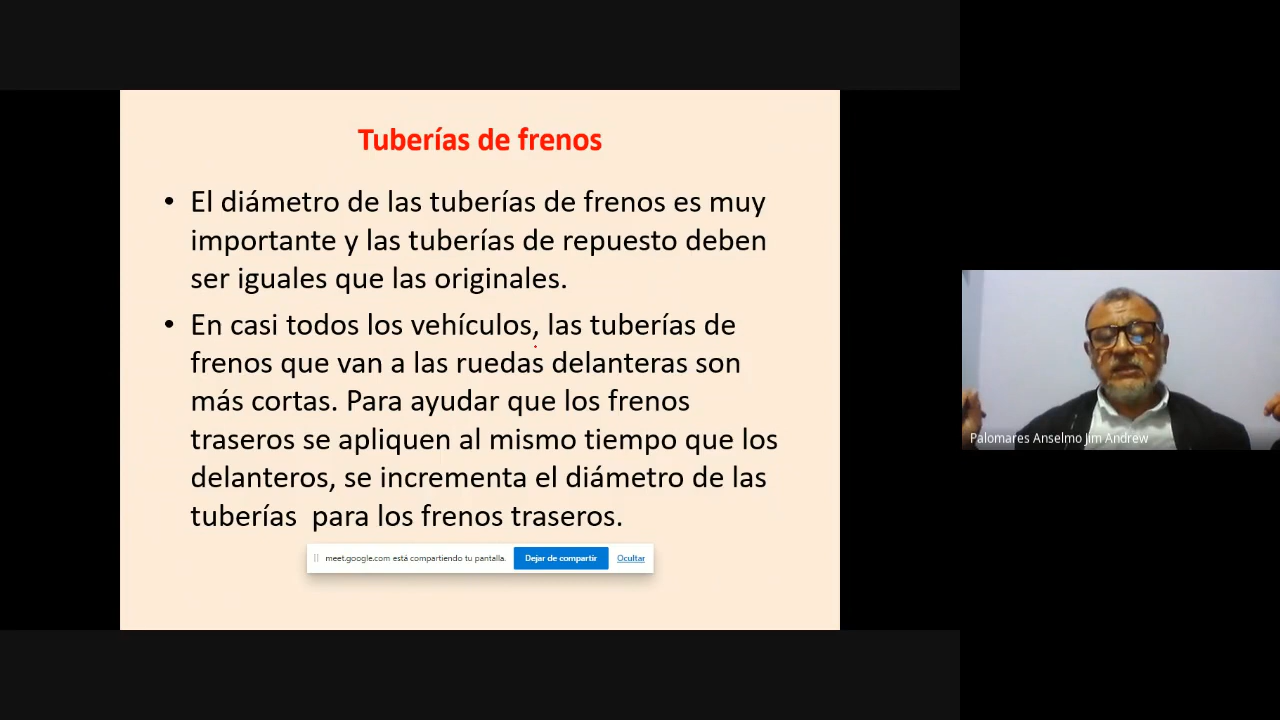 Tuberías de frenos
• El diámetro de las tuberías de frenos es muy
importante y las tuberías de repuesto deben
ser iguales que las originales.
• En casi todos los vehículos, las tuberías de
frenos que van a las ruedas delanteras son
más cortas. Para ayudar que los frenos
traseros se apliquen al mismo tiempo que los
delanteros, se incrementa el diámetro de las
tuberías  para los frenos traseros.
meet.google.com está compartiendo tu pantalla. Dejar de compartir Ocultar
Palomares Anselmo Jim Andrew